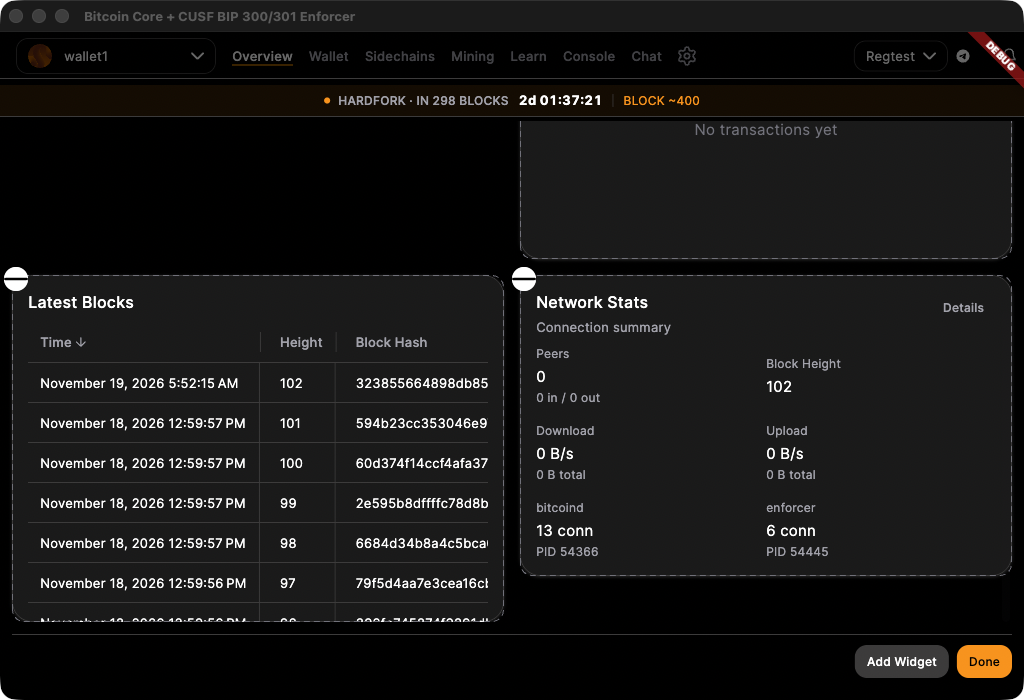 Bitcoin Core + CUSF BIP 300/301 Enforcer
wallet1
Overview Wallet Sidechains Mining Learn Console Chat
Regtest
DEBUG
HARDFORK · IN 298 BLOCKS 2d 01:37:21 BLOCK ~400
No transactions yet
Latest Blocks
Time ↓ Height Block Hash
November 19, 2026 5:52:15 AM 102 323855664898db85
November 18, 2026 12:59:57 PM 101 594b23cc353046e9
November 18, 2026 12:59:57 PM 100 60d374f14ccf4afa37
November 18, 2026 12:59:57 PM 99 2e595b8dffffc78d8b
November 18, 2026 12:59:57 PM 98 6684d34b8a4c5bca
November 18, 2026 12:59:56 PM 97 79f5d4aa7e3cea16c
Network Stats
Details
Connection summary
Peers
0
0 in / 0 out
Block Height
102
Download
0 B/s
0 B total
Upload
0 B/s
0 B total
bitcoind
13 conn
PID 54366
enforcer
6 conn
PID 54445
Add Widget
Done